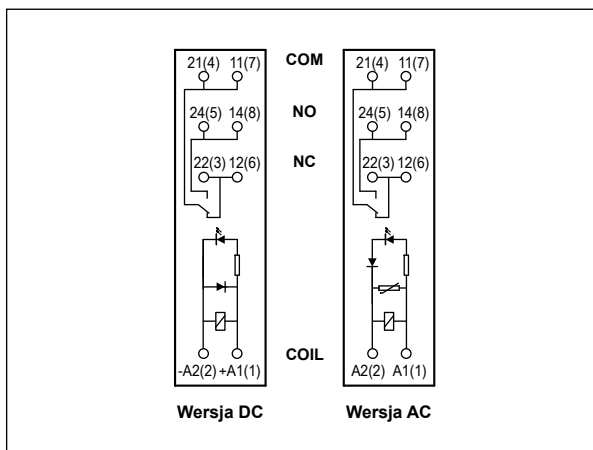 21(4) 11(7) COM 21(4) 11(7)
24(5) 14(8) NO 24(5) 14(8)
22(3) 12(6) NC 22(3) 12(6)
-A2(2) +A1(1) COIL A2(2) A1(1)
Wersja DC Wersja AC